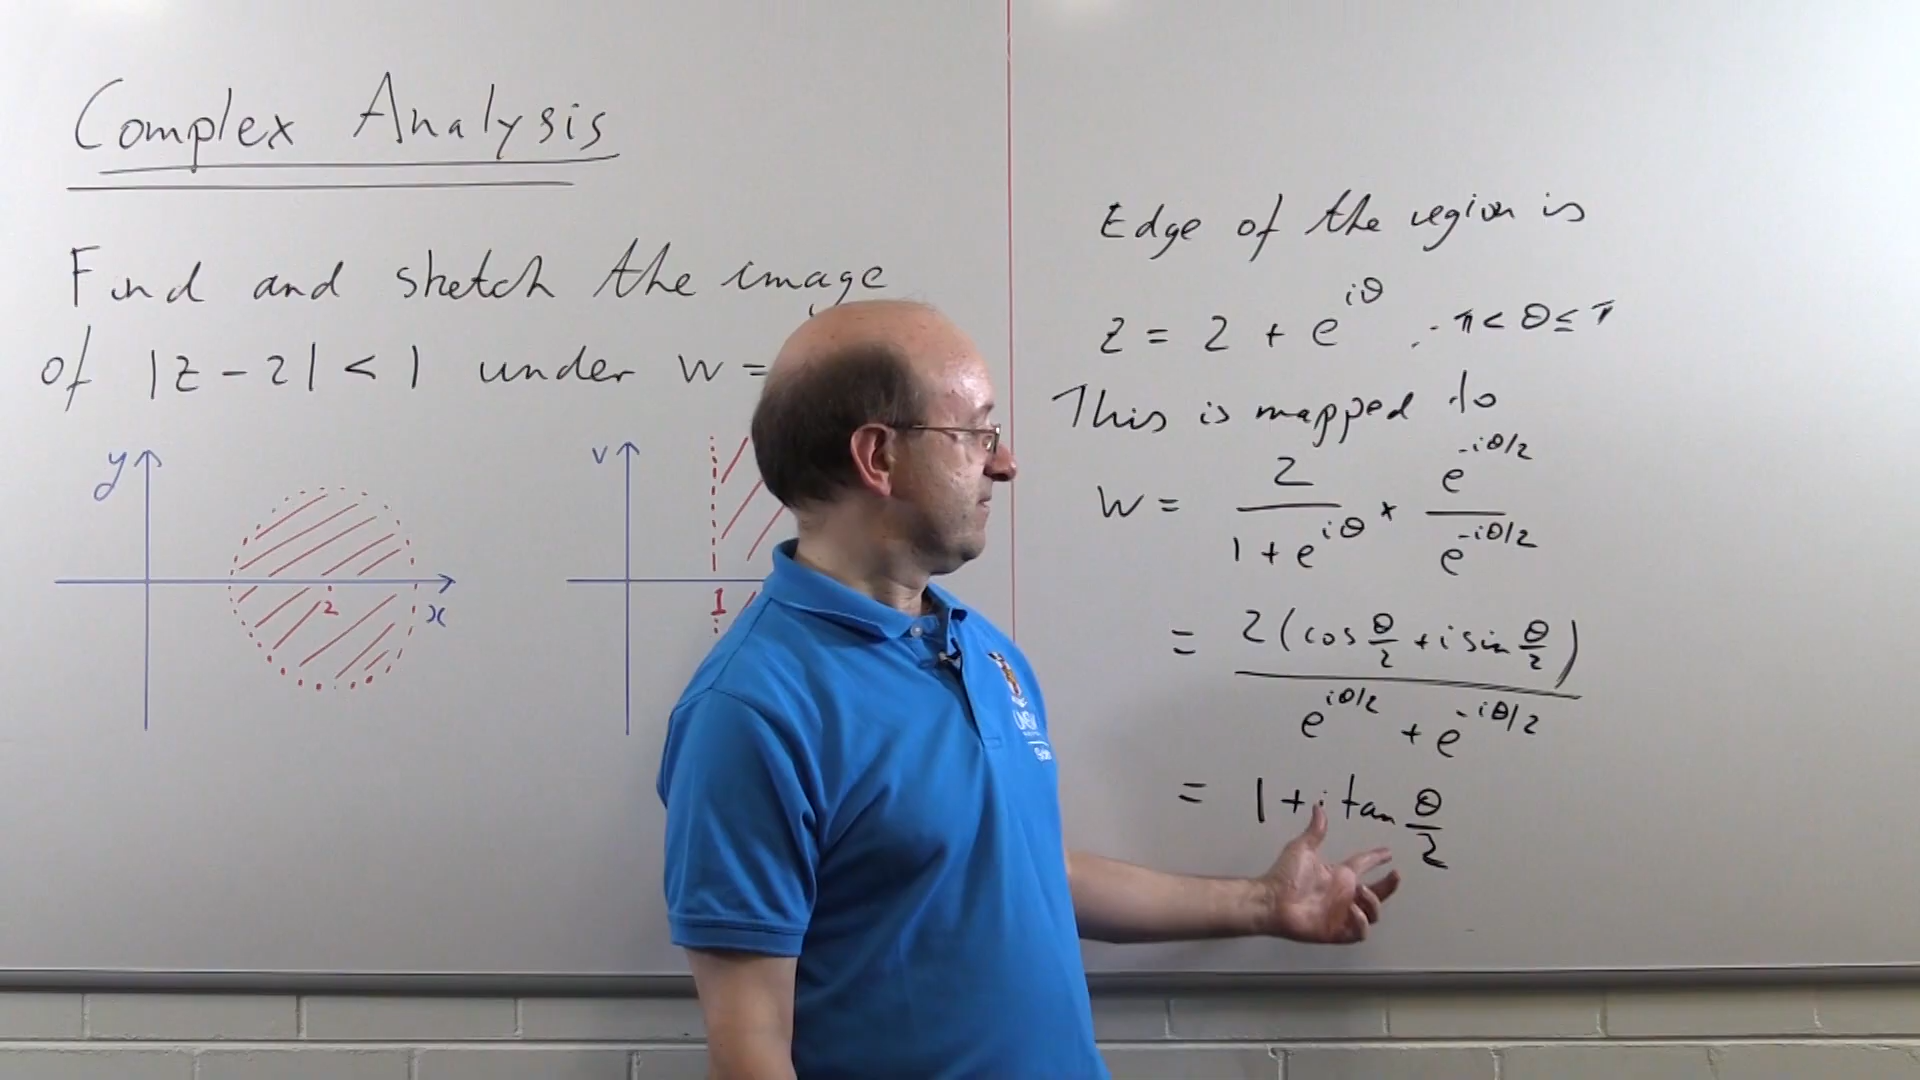 Complex Analysis
Find and sketch the image
of |z - 2| < 1 under w =
y
2
x
v
1
Edge of the region is
z = 2 + e^{iθ}, -π < θ ≤ π
This is mapped to
w = 2/(1 + e^{iθ}) × e^{-iθ/2}/e^{-iθ/2}
= 2(cos θ/2 + i sin θ/2)/(e^{iθ/2} + e^{-iθ/2})
= 1 + i tan θ/2
UNSW